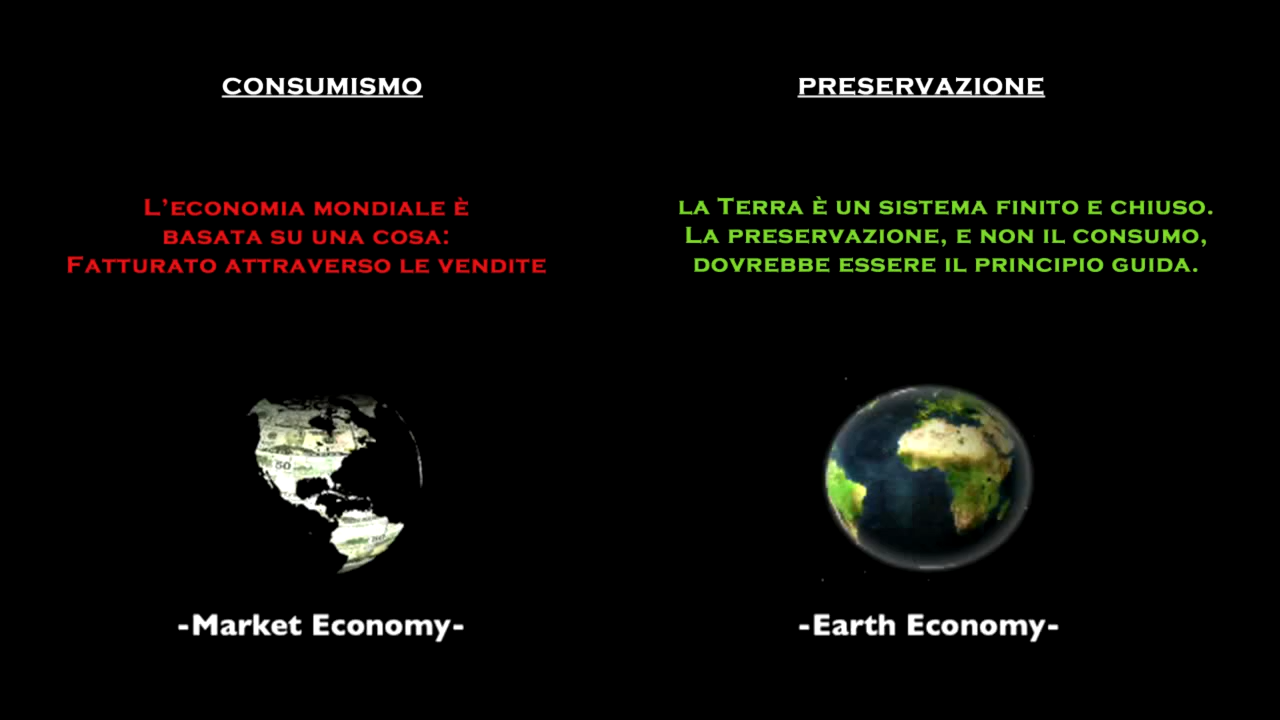 CONSUMISMO
L'ECONOMIA MONDIALE È
BASATA SU UNA COSA:
FATTURATO ATTRAVERSO LE VENDITE
50
-Market Economy-
PRESERVAZIONE
LA TERRA È UN SISTEMA FINITO E CHIUSO.
LA PRESERVAZIONE, E NON IL CONSUMO,
DOVREBBE ESSERE IL PRINCIPIO GUIDA.
-Earth Economy-